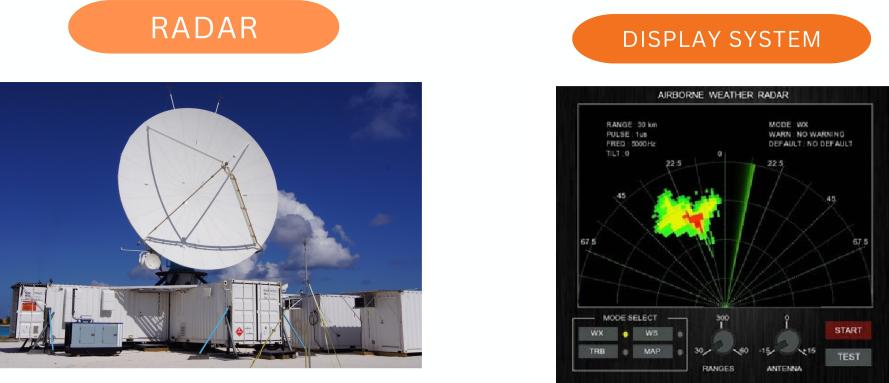 RADAR
DISPLAY SYSTEM
AIRBORNE WEATHER RADAR
RANGE : 30 km
PULSE : 1us
FREQ : 5000Hz
TILT : 0
MODE : WX
WARN : NO WARNING
DEFAULT : NO DEFAULT
0
22.5
22.5
45
45
67.5
67.5
MODE SELECT
WX
WS
TRB
MAP
300
30
60
RANGES
0
-15
+15
ANTENNA
START
TEST